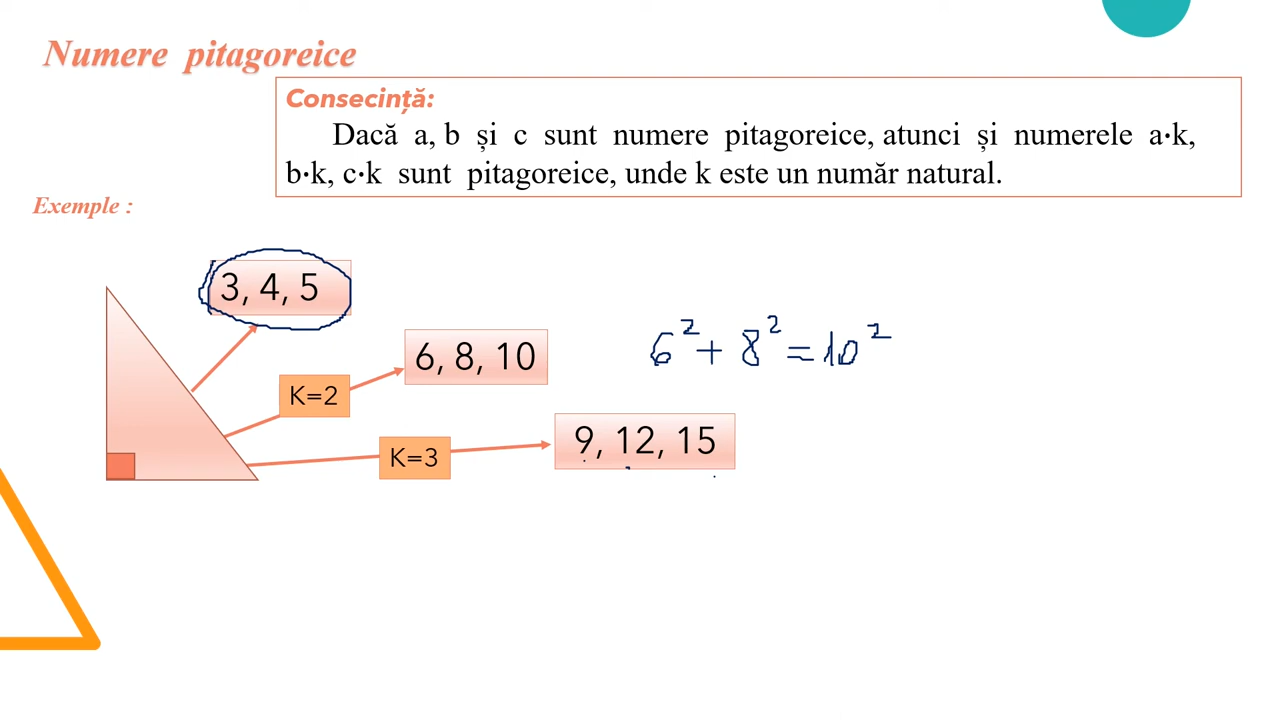 Numere pitagoreice
Consecință:
Dacă a, b și c sunt numere pitagoreice, atunci și numerele a·k,
b·k, c·k sunt pitagoreice, unde k este un număr natural.
Exemple :
3, 4, 5
6, 8, 10
6² + 8² = 10²
K=2
9, 12, 15
K=3